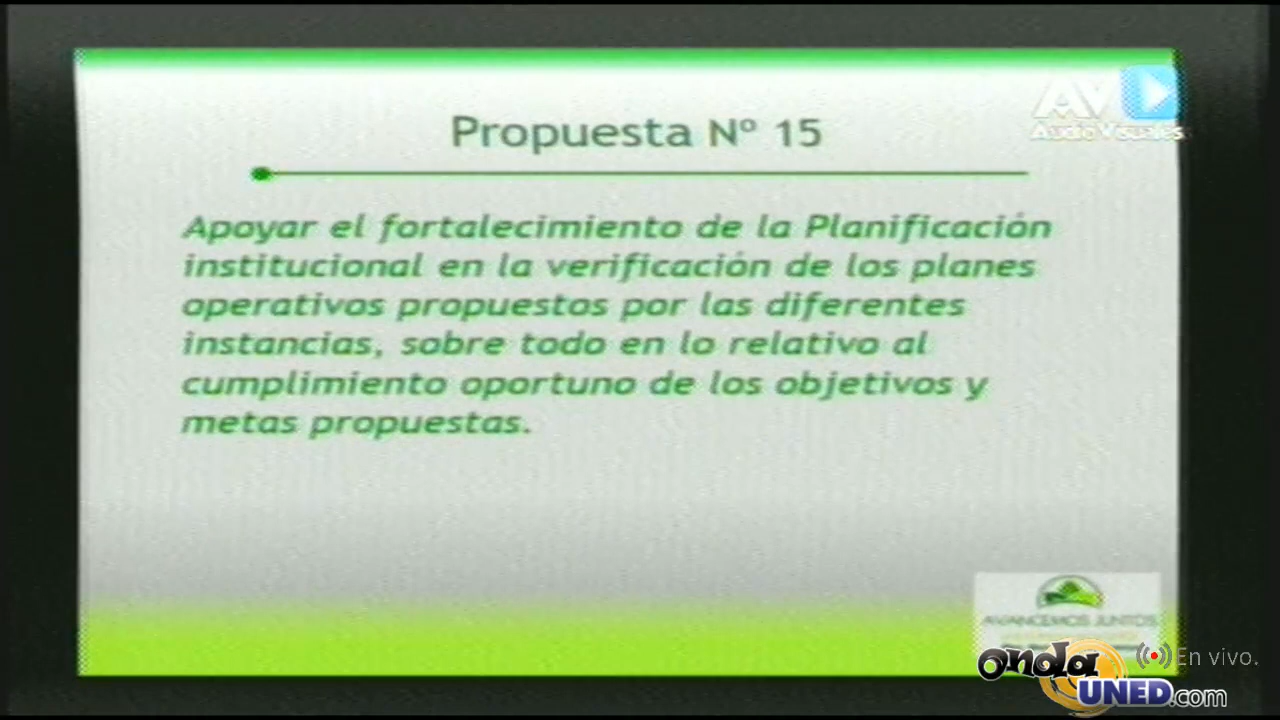 AV
Audio Visuales
Propuesta Nº 15
Apoyar el fortalecimiento de la Planificación
institucional en la verificación de los planes
operativos propuestos por las diferentes
instancias, sobre todo en lo relativo al
cumplimiento oportuno de los objetivos y
metas propuestas.
AVANCEMOS JUNTOS
onda
UNED.com
En vivo.